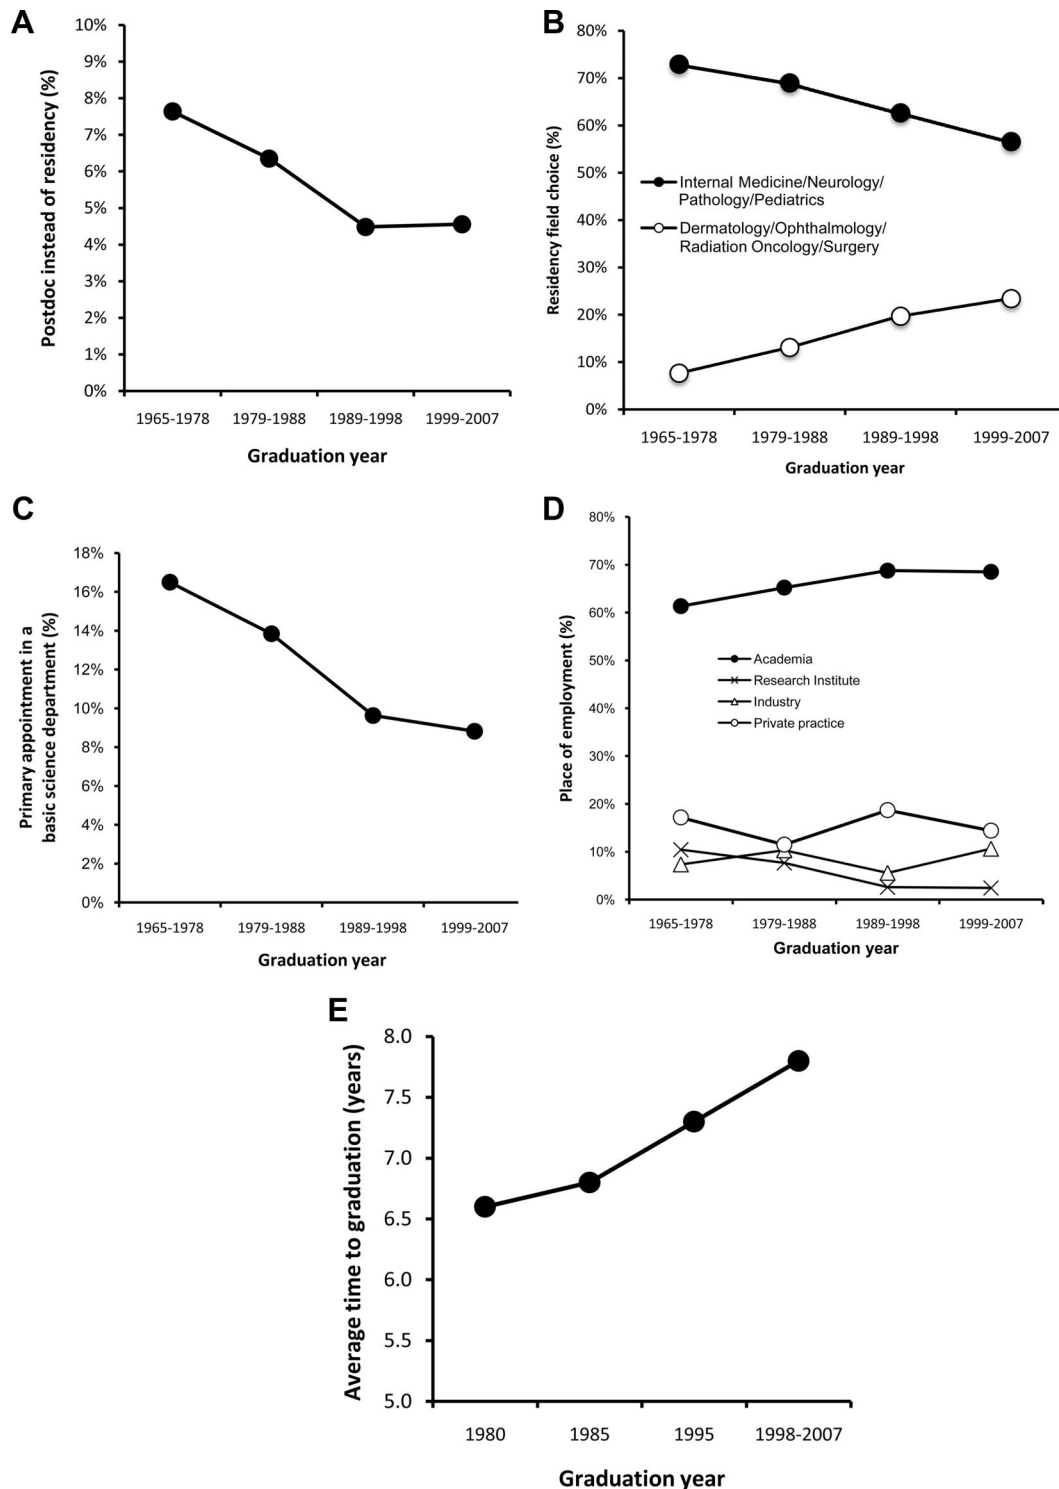 A
10%
9%
8%
7%
6%
5%
4%
3%
2%
1%
0%
Postdoc instead of residency (%)
1965-1978 1979-1988 1989-1998 1999-2007
Graduation year
B
80%
70%
60%
50%
40%
30%
20%
10%
0%
Residency field choice (%)
Internal Medicine/Neurology/
Pathology/Pediatrics
Dermatology/Ophthalmology/
Radiation Oncology/Surgery
1965-1978 1979-1988 1989-1998 1999-2007
Graduation year
C
18%
16%
14%
12%
10%
8%
6%
4%
2%
0%
Primary appointment in a
basic science department (%)
1965-1978 1979-1988 1989-1998 1999-2007
Graduation year
D
80%
70%
60%
50%
40%
30%
20%
10%
0%
Place of employment (%)
Academia
Research Institute
Industry
Private practice
1965-1978 1979-1988 1989-1998 1999-2007
Graduation year
E
8.0
7.5
7.0
6.5
6.0
5.5
5.0
Average time to graduation (years)
1980 1985 1995 1998-2007
Graduation year